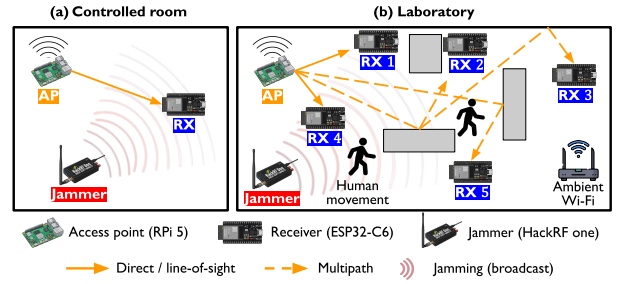 (a) Controlled room
(b) Laboratory
AP
RX
Jammer
AP
RX 1
RX 2
RX 3
RX 4
RX 5
Jammer
Human
movement
Ambient
Wi-Fi
Access point (RPi 5)
Receiver (ESP32-C6)
Jammer (HackRF one)
Direct / line-of-sight
Multipath
Jamming (broadcast)